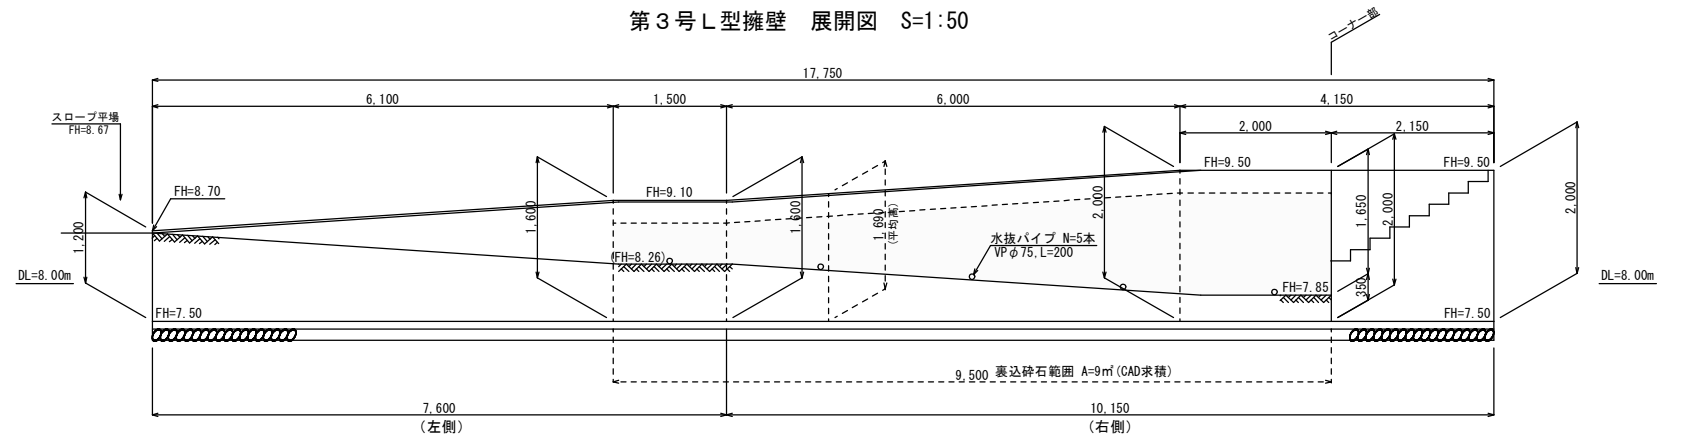 第３号Ｌ型擁壁　展開図　S=1:50
コーナー部
17,750
6,100
1,500
6,000
4,150
2,000
2,150
スロープ平場
FH=8.67
FH=8.70
FH=9.10
FH=9.50
FH=9.50
1,200
1,600
1,600
1,690
(平均高)
2,000
1,650
2,000
350
2,000
水抜パイプ N=5本
VPφ75,L=200
(FH=8.26)
FH=7.85
DL=8.00m
DL=8.00m
FH=7.50
FH=7.50
9,500 裏込砕石範囲 A=9㎡(CAD求積)
7,600
(左側)
10,150
(右側)